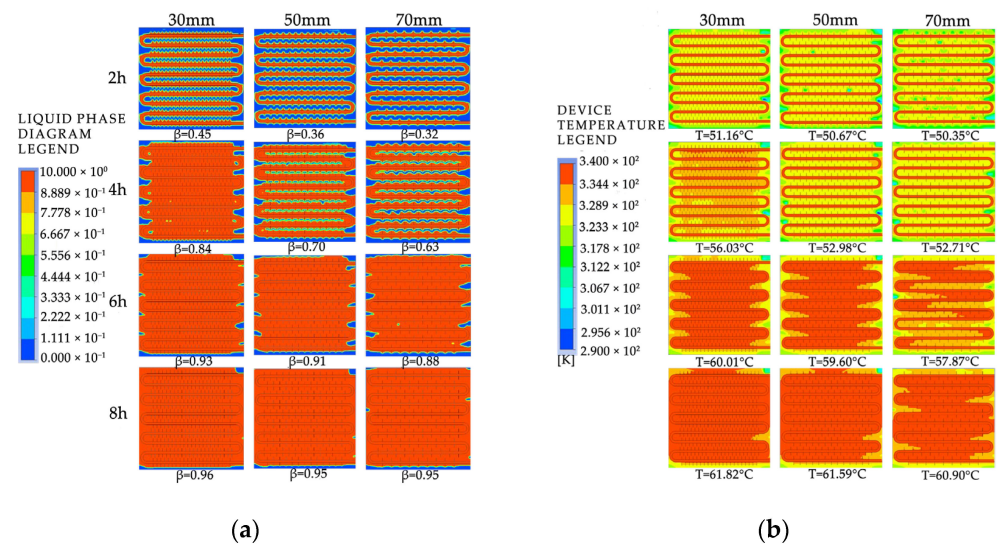 30mm 50mm 70mm
2h
β=0.45 β=0.36 β=0.32
LIQUID PHASE
DIAGRAM
LEGEND
10.000 × 10⁰
8.889 × 10⁻¹
7.778 × 10⁻¹
6.667 × 10⁻¹
5.556 × 10⁻¹
4.444 × 10⁻¹
3.333 × 10⁻¹
2.222 × 10⁻¹
1.111 × 10⁻¹
0.000 × 10⁻¹
4h
β=0.84 β=0.70 β=0.63
6h
β=0.93 β=0.91 β=0.88
8h
β=0.96 β=0.95 β=0.95
(a)
30mm 50mm 70mm
T=51.16°C T=50.67°C T=50.35°C
DEVICE
TEMPERATURE
LEGEND
3.400 × 10²
3.344 × 10²
3.289 × 10²
3.233 × 10²
3.178 × 10²
3.122 × 10²
3.067 × 10²
3.011 × 10²
2.956 × 10²
2.900 × 10²
[K]
T=56.03°C T=52.98°C T=52.71°C
T=60.01°C T=59.60°C T=57.87°C
T=61.82°C T=61.59°C T=60.90°C
(b)